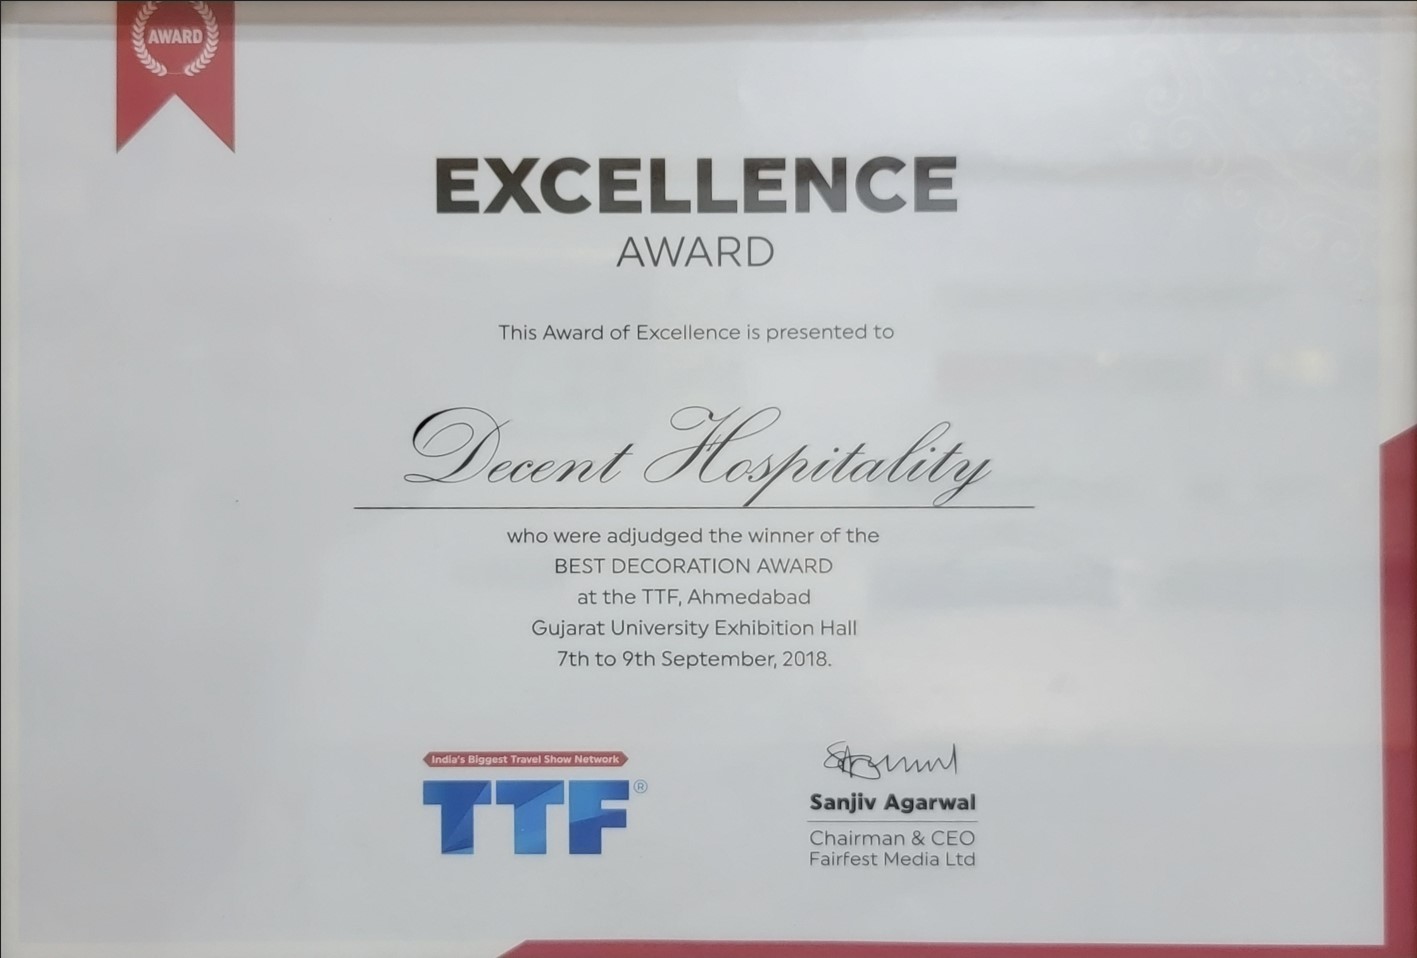 AWARD
EXCELLENCE
AWARD
This Award of Excellence is presented to
Decent Hospitality
who were adjudged the winner of the
BEST DECORATION AWARD
at the TTF, Ahmedabad
Gujarat University Exhibition Hall
7th to 9th September, 2018.
India's Biggest Travel Show Network
TTF®
Sanjiv Agarwal
Chairman & CEO
Fairfest Media Ltd